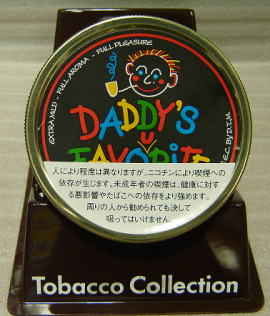 EXTRA MILD - FULL AROMA - FULL PLEASURE
DADDY'S
FAVORITE
E.C. BY D.T.M.
人により程度は異なりますが、ニコチンにより喫煙への
依存が生じます。未成年者の喫煙は、健康に対す
る悪影響やたばこへの依存をより強めます。
周りの人から勧められても決して
吸ってはいけません
Tobacco Collection